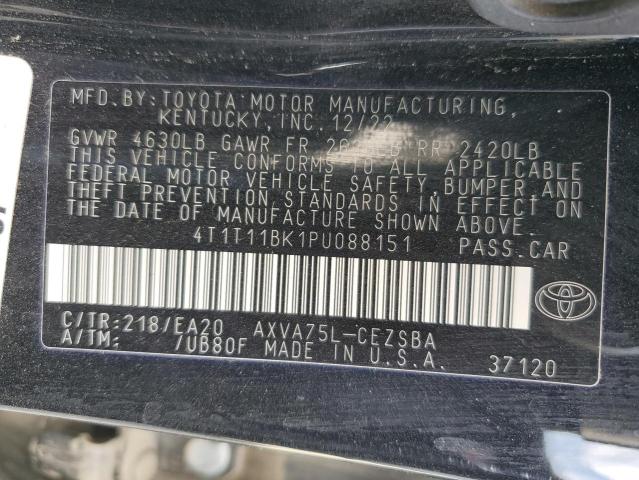 MFD.BY: TOYOTA MOTOR MANUFACTURING,
KENTUCKY, INC. 12/22
GVWR 4630LB GAWR FR RR 2420LB
THIS VEHICLE CONFORMS TO ALL APPLICABLE
FEDERAL MOTOR VEHICLE SAFETY, BUMPER AND
THEFT PREVENTION STANDARDS IN EFFECT ON
THE DATE OF MANUFACTURE SHOWN ABOVE.
4T1T11BK1PU088151 PASS.CAR
C/TR:218/EA20 AXVA75L-CEZSBA
A/TM: /UB80F MADE IN U.S.A. 37120